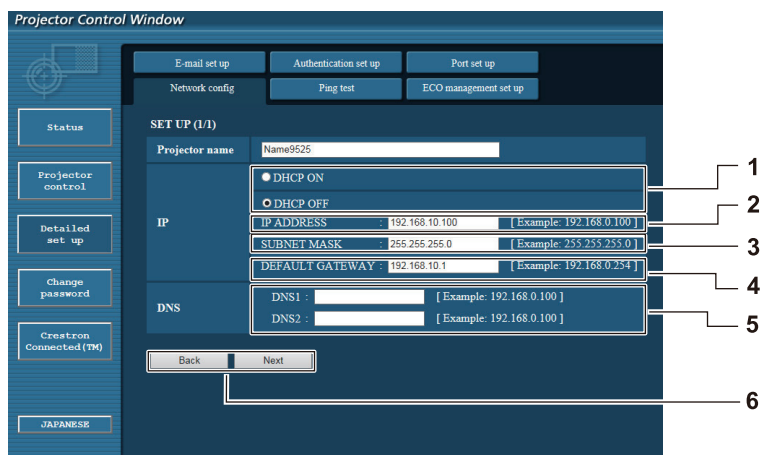 Projector Control Window
E-mail set up Authentication set up Port set up
Network config Ping test ECO management set up
Status
Projector
control
Detailed
set up
Change
password
Crestron
Connected(TM)
JAPANESE
SET UP (1/1)
Projector name Name9525
IP
DHCP ON
DHCP OFF
IP ADDRESS : 192.168.10.100 [ Example: 192.168.0.100 ]
SUBNET MASK : 255.255.255.0 [ Example: 255.255.255.0 ]
DEFAULT GATEWAY : 192.168.10.1 [ Example: 192.168.0.254 ]
DNS
DNS1 : [ Example: 192.168.0.100 ]
DNS2 : [ Example: 192.168.0.100 ]
Back Next
1
2
3
4
5
6